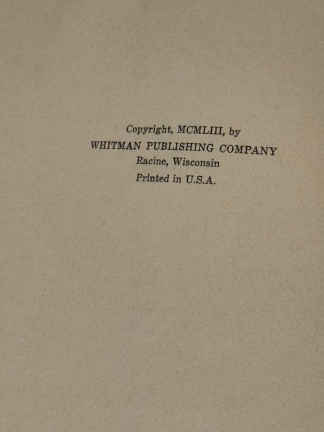 Copyright, MCMLIII, by
WHITMAN PUBLISHING COMPANY
Racine, Wisconsin
Printed in U.S.A.